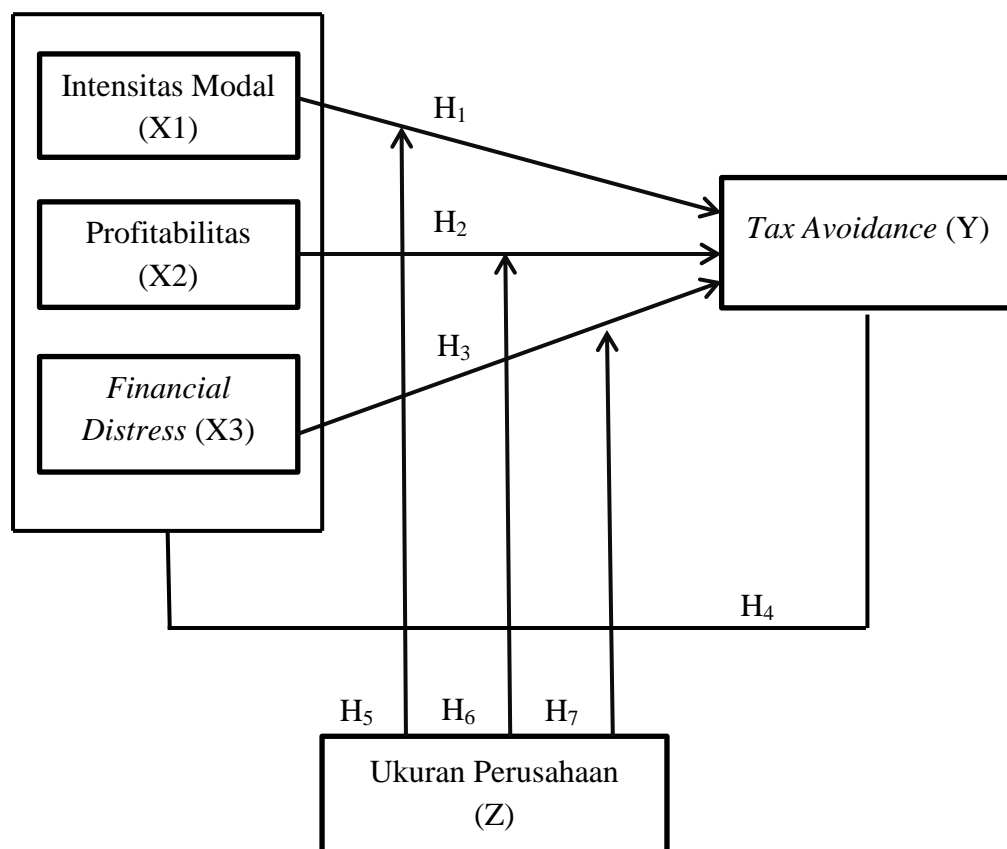 Intensitas Modal
(X1)
H₁
Profitabilitas
(X2)
H₂
Tax Avoidance (Y)
Financial
Distress (X3)
H₃
H₄
H₅
H₆
H₇
Ukuran Perusahaan
(Z)